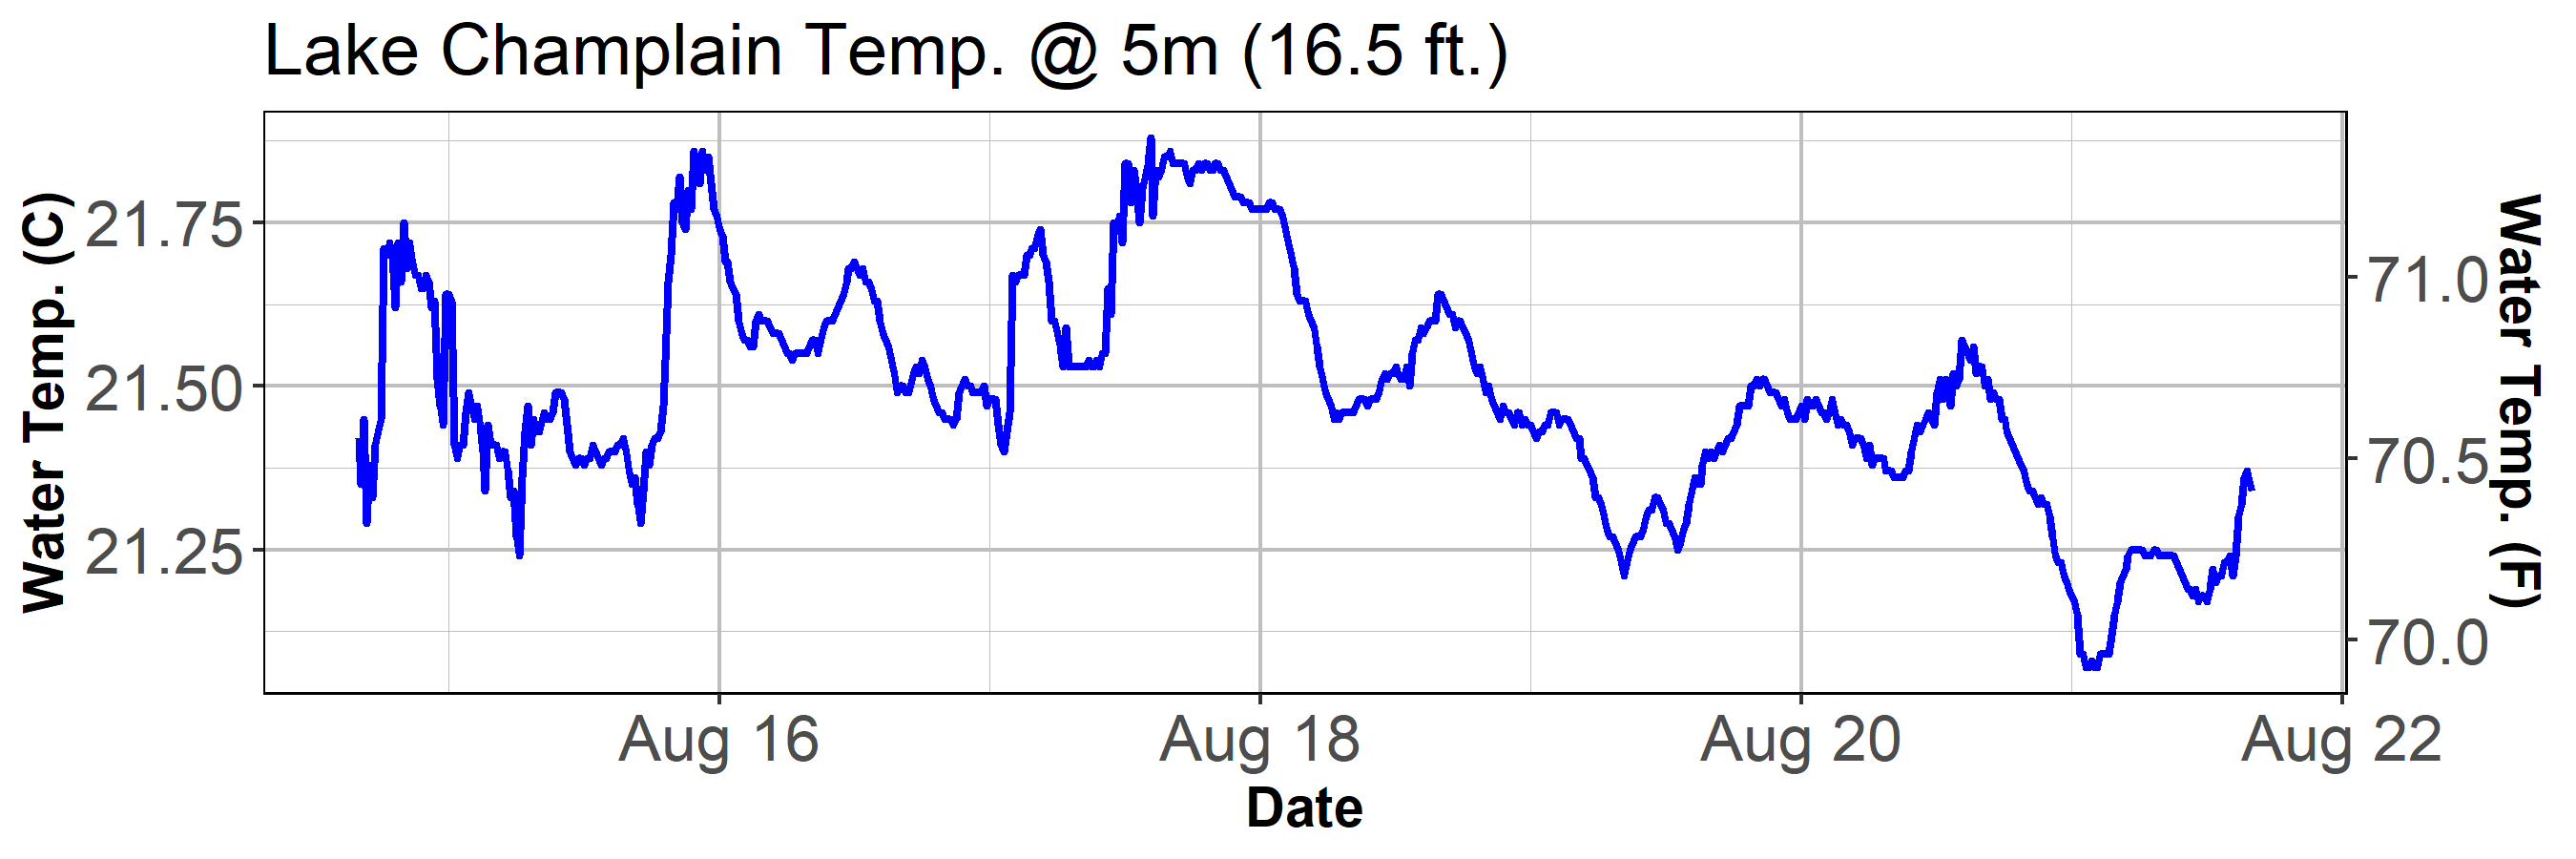 Lake Champlain Temp. @ 5m (16.5 ft.)
Water Temp. (C)
21.75
21.50
21.25
71.0
70.5
70.0
Water Temp. (F)
Aug 16
Aug 18
Aug 20
Aug 22
Date